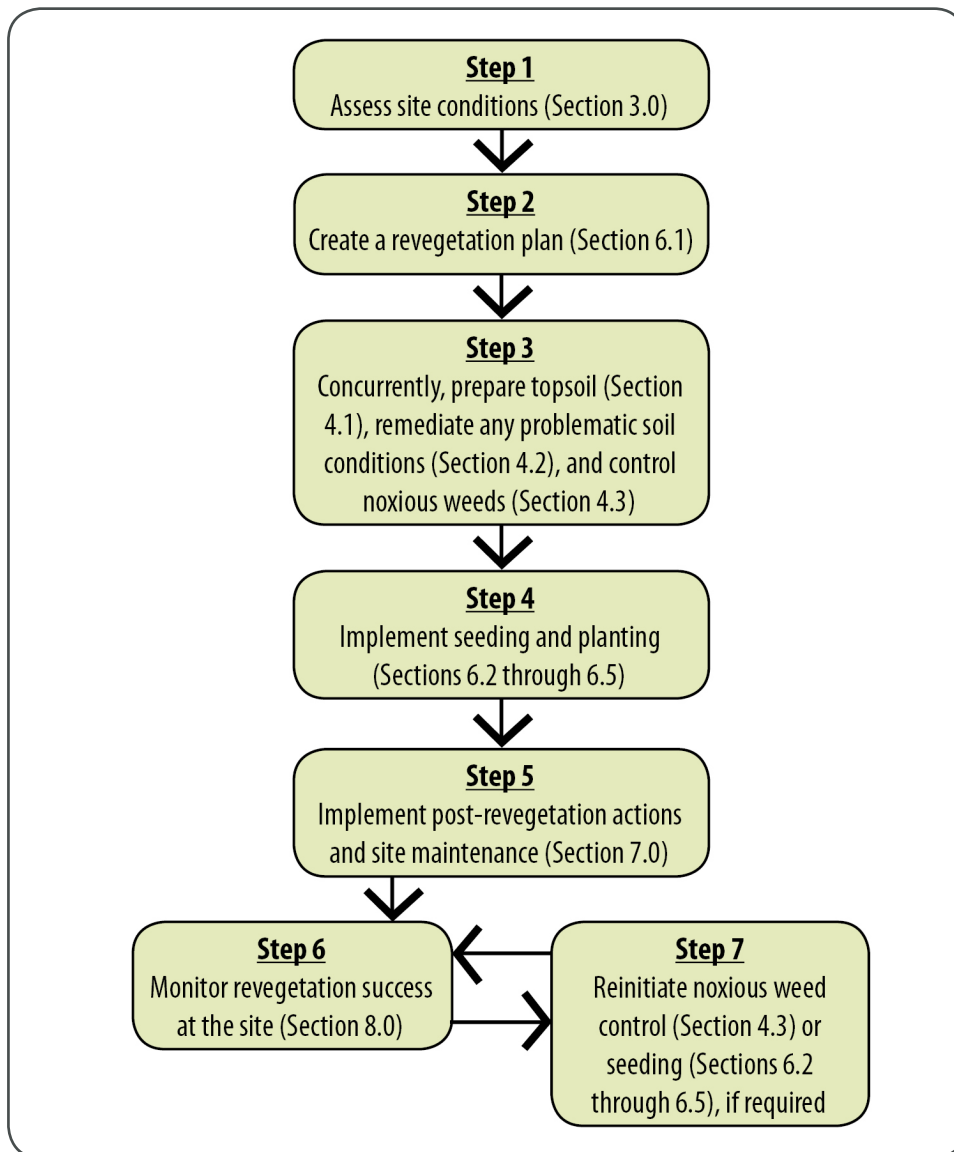 Step 1
Assess site conditions (Section 3.0)
Step 2
Create a revegetation plan (Section 6.1)
Step 3
Concurrently, prepare topsoil (Section
4.1), remediate any problematic soil
conditions (Section 4.2), and control
noxious weeds (Section 4.3)
Step 4
Implement seeding and planting
(Sections 6.2 through 6.5)
Step 5
Implement post-revegetation actions
and site maintenance (Section 7.0)
Step 6
Monitor revegetation success
at the site (Section 8.0)
Step 7
Reinitiate noxious weed
control (Section 4.3) or
seeding (Sections 6.2
through 6.5), if required